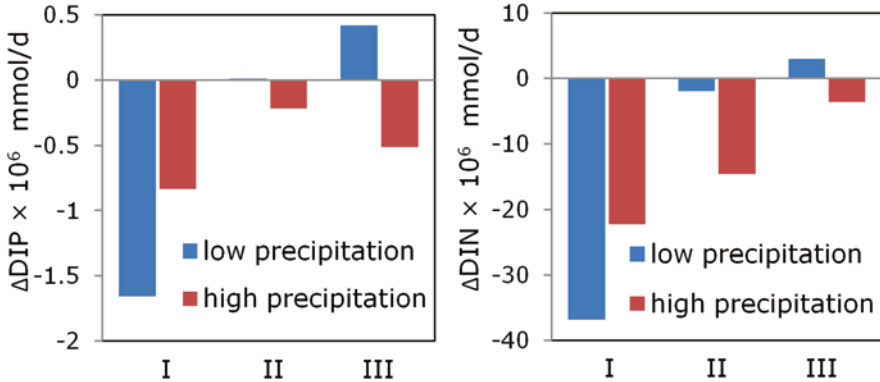 ΔDIP × 10⁶ mmol/d
0.5
0
-0.5
-1
-1.5
-2
low precipitation
high precipitation
I II III
ΔDIN × 10⁶ mmol/d
10
0
-10
-20
-30
-40
low precipitation
high precipitation
I II III